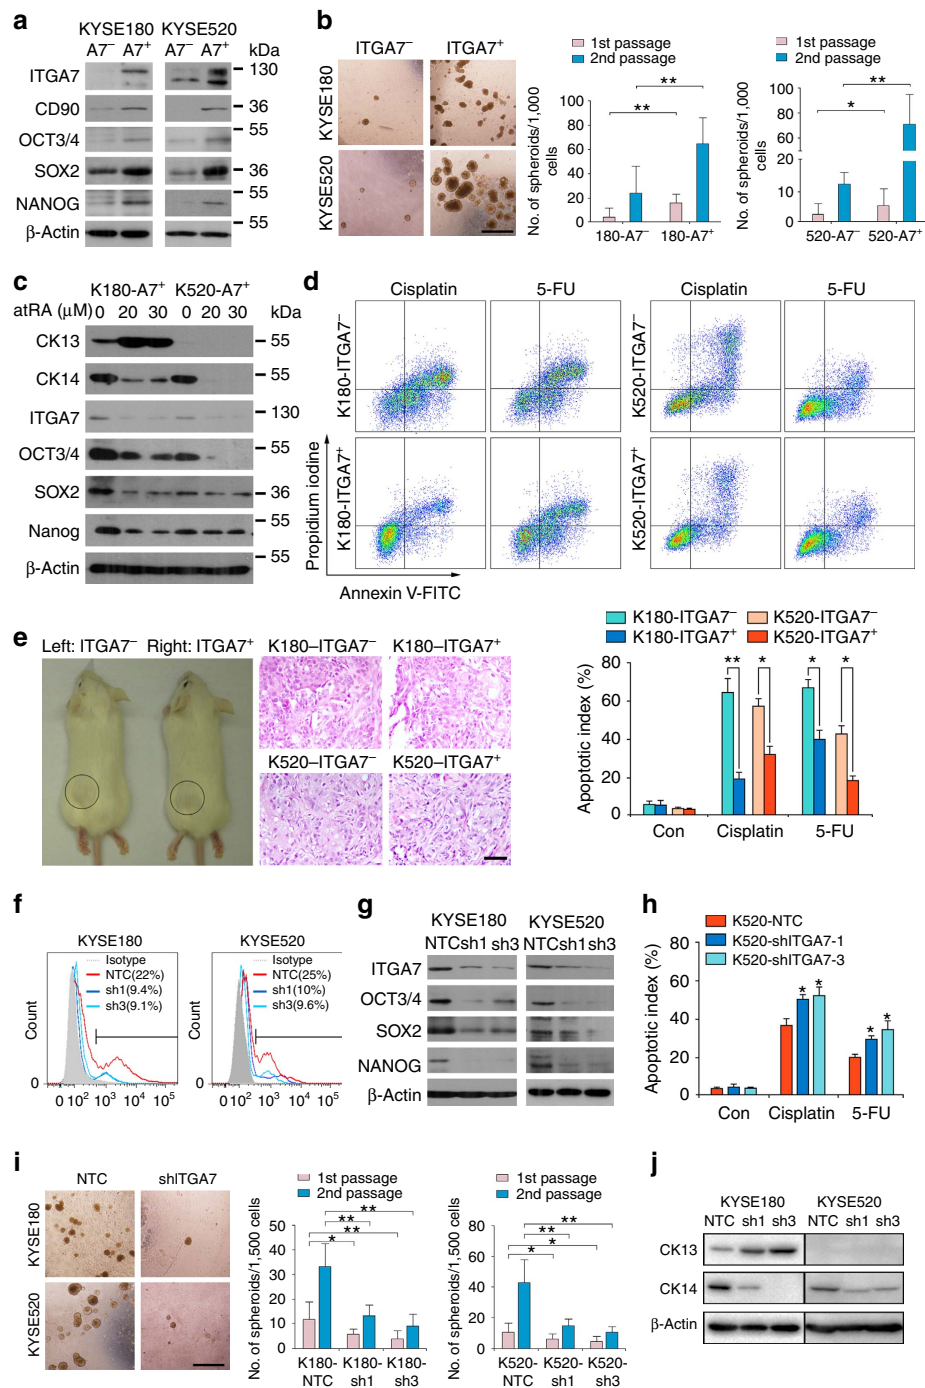 a
KYSE180 KYSE520
A7⁻ A7⁺ A7⁻ A7⁺ kDa
ITGA7
130
CD90
36
OCT3/4
55
SOX2
36
NANOG
55
β-Actin
55
b
ITGA7⁻ ITGA7⁺
KYSE180
KYSE520
1st passage
2nd passage
No. of spheroids/1,000
cells
100
80
60
40
20
0
**
**
180-A7⁻ 180-A7⁺
1st passage
2nd passage
No. of spheroids/1,000
cells
100
80
60
20
10
0
**
*
520-A7⁻ 520-A7⁺
c
K180-A7⁺ K520-A7⁺
atRA (μM) 0 20 30 0 20 30 kDa
CK13
55
CK14
55
ITGA7
130
OCT3/4
55
SOX2
36
Nanog
55
β-Actin
55
d
Cisplatin 5-FU Cisplatin 5-FU
K180-ITGA7⁻
K520-ITGA7⁻
K180-ITGA7⁺
K520-ITGA7⁺
Propidium iodine
Annexin V-FITC
K180-ITGA7⁻ K520-ITGA7⁻
K180-ITGA7⁺ K520-ITGA7⁺
Apoptotic index (%)
80
60
40
20
0
** * * *
Con Cisplatin 5-FU
e
Left: ITGA7⁻ Right: ITGA7⁺
K180–ITGA7⁻ K180–ITGA7⁺
K520–ITGA7⁻ K520–ITGA7⁺
f
KYSE180
Isotype
NTC(22%)
sh1(9.4%)
sh3(9.1%)
Count
0
0 10² 10³ 10⁴ 10⁵
KYSE520
Isotype
NTC(25%)
sh1(10%)
sh3(9.6%)
Count
0
0 10² 10³ 10⁴ 10⁵
g
KYSE180 KYSE520
NTC sh1 sh3 NTC sh1 sh3
ITGA7
OCT3/4
SOX2
NANOG
β-Actin
h
K520-NTC
K520-shITGA7-1
K520-shITGA7-3
Apoptotic index (%)
80
60
40
20
0
* * * *
Con Cisplatin 5-FU
i
NTC shITGA7
KYSE180
KYSE520
1st passage
2nd passage
No. of spheroids/1,500 cells
50
40
30
20
10
0
**
**
**
*
K180- K180- K180-
NTC sh1 sh3
1st passage
2nd passage
No. of spheroids/1,500 cells
80
60
40
20
0
**
**
*
*
K520- K520- K520-
NTC sh1 sh3
j
KYSE180 KYSE520
NTC sh1 sh3 NTC sh1 sh3
CK13
CK14
β-Actin